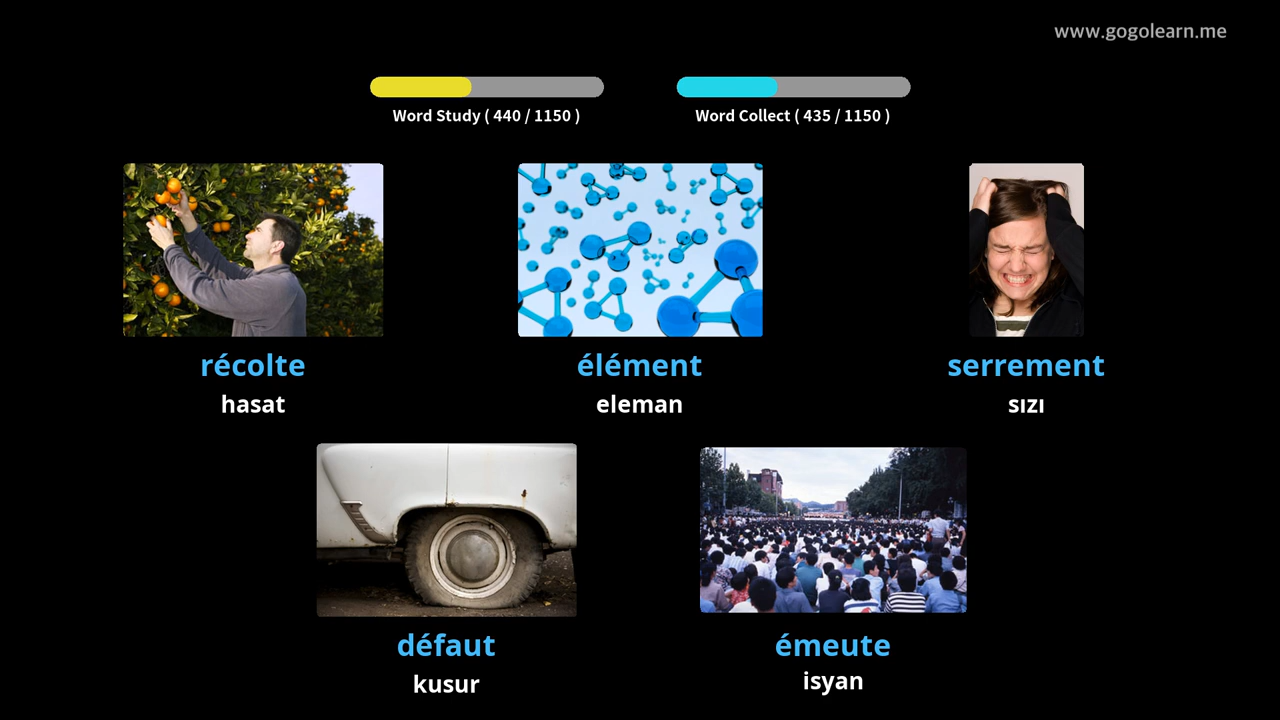 www.gogolearn.me
Word Study ( 440 / 1150 )
Word Collect ( 435 / 1150 )
récolte
hasat
élément
eleman
serrement
sızı
défaut
kusur
émeute
isyan